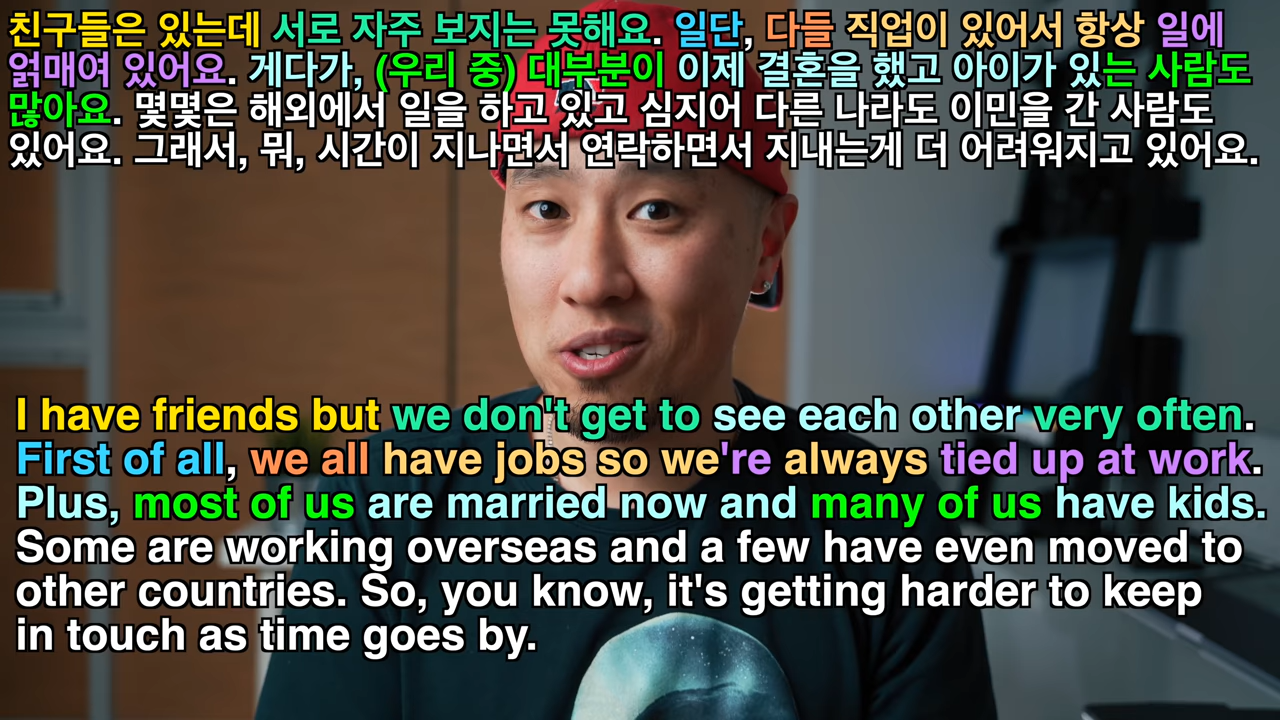 친구들은 있는데 서로 자주 보지는 못해요. 일단, 다들 직업이 있어서 항상 일에
얽매여 있어요. 게다가, (우리 중) 대부분이 이제 결혼을 했고 아이가 있는 사람도
많아요. 몇몇은 해외에서 일을 하고 있고 심지어 다른 나라도 이민을 간 사람도
있어요. 그래서, 뭐, 시간이 지나면서 연락하면서 지내는게 더 어려워지고 있어요.
I have friends but we don't get to see each other very often.
First of all, we all have jobs so we're always tied up at work.
Plus, most of us are married now and many of us have kids.
Some are working overseas and a few have even moved to
other countries. So, you know, it's getting harder to keep
in touch as time goes by.